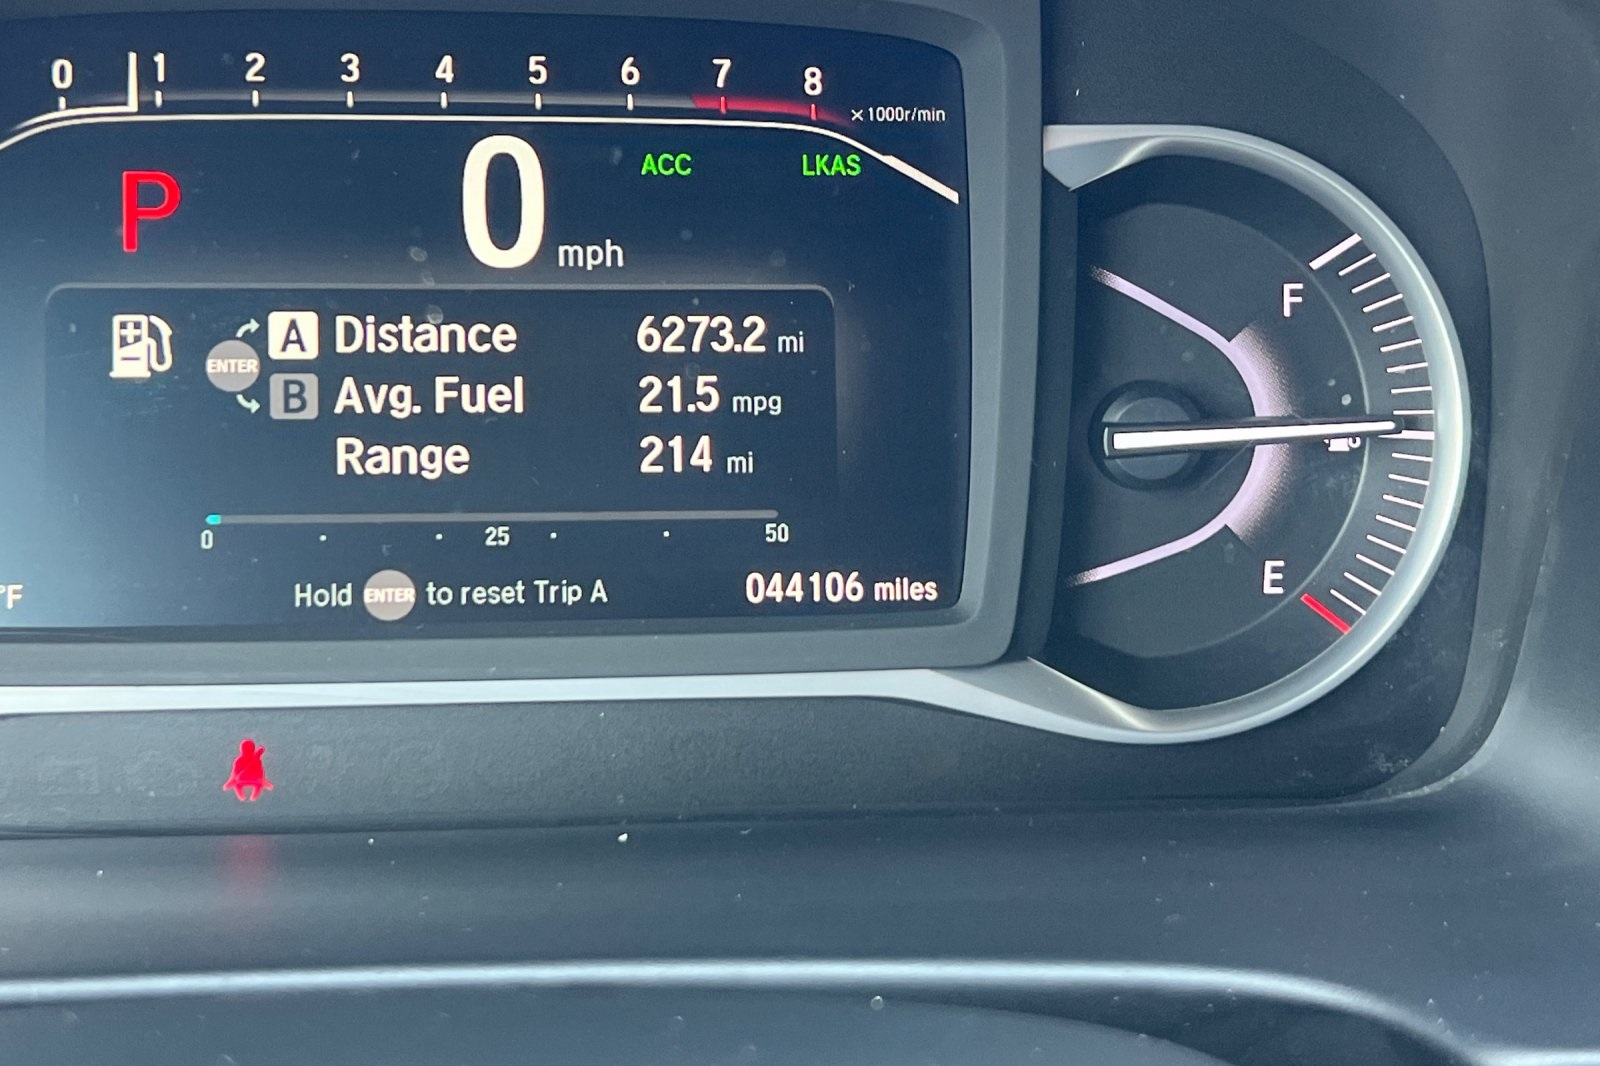 0 1 2 3 4 5 6 7 8
×1000r/min
P 0 mph ACC LKAS
ENTER
A Distance 6273.2 mi
B Avg. Fuel 21.5 mpg
Range 214 mi
0 25 50
°F Hold ENTER to reset Trip A 044106 miles
F
E